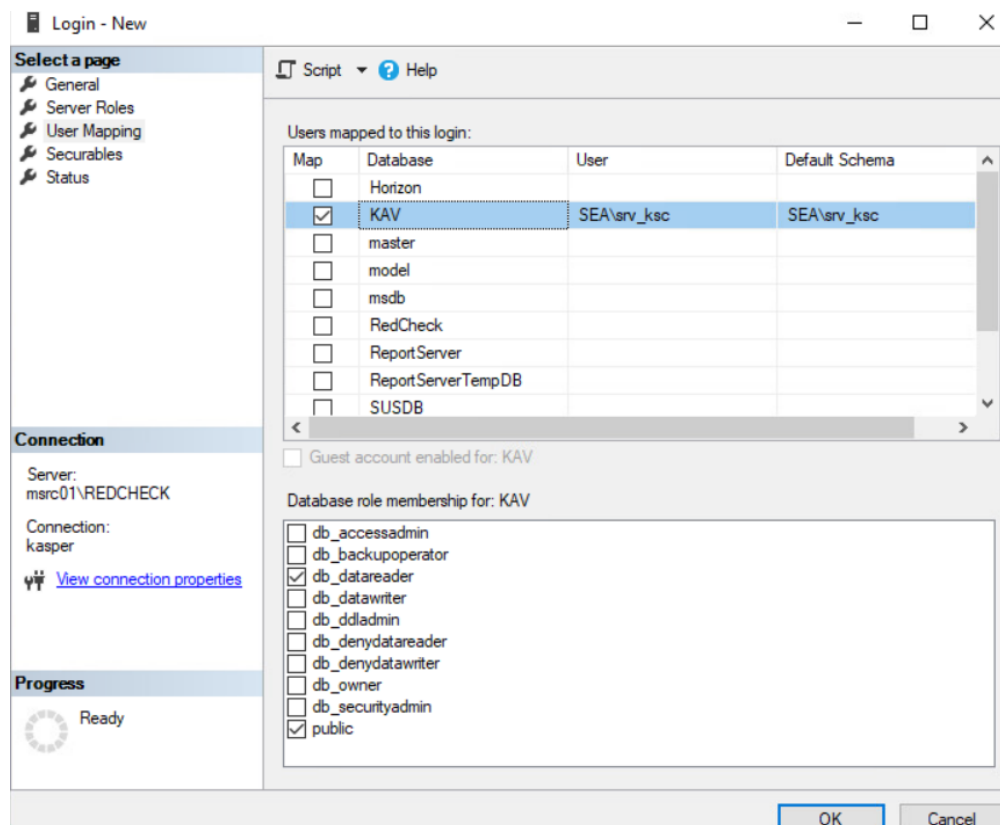 Login - New
Select a page
General
Server Roles
User Mapping
Securables
Status
Script
Help
Users mapped to this login:
Map Database User Default Schema
Horizon
KAV SEA\srv_ksc SEA\srv_ksc
master
model
msdb
RedCheck
ReportServer
ReportServerTempDB
SUSDB
Guest account enabled for: KAV
Database role membership for: KAV
db_accessadmin
db_backupoperator
db_datareader
db_datawriter
db_ddladmin
db_denydatareader
db_denydatawriter
db_owner
db_securityadmin
public
Connection
Server:
msrc01\REDCHECK
Connection:
kasper
View connection properties
Progress
Ready
OK Cancel